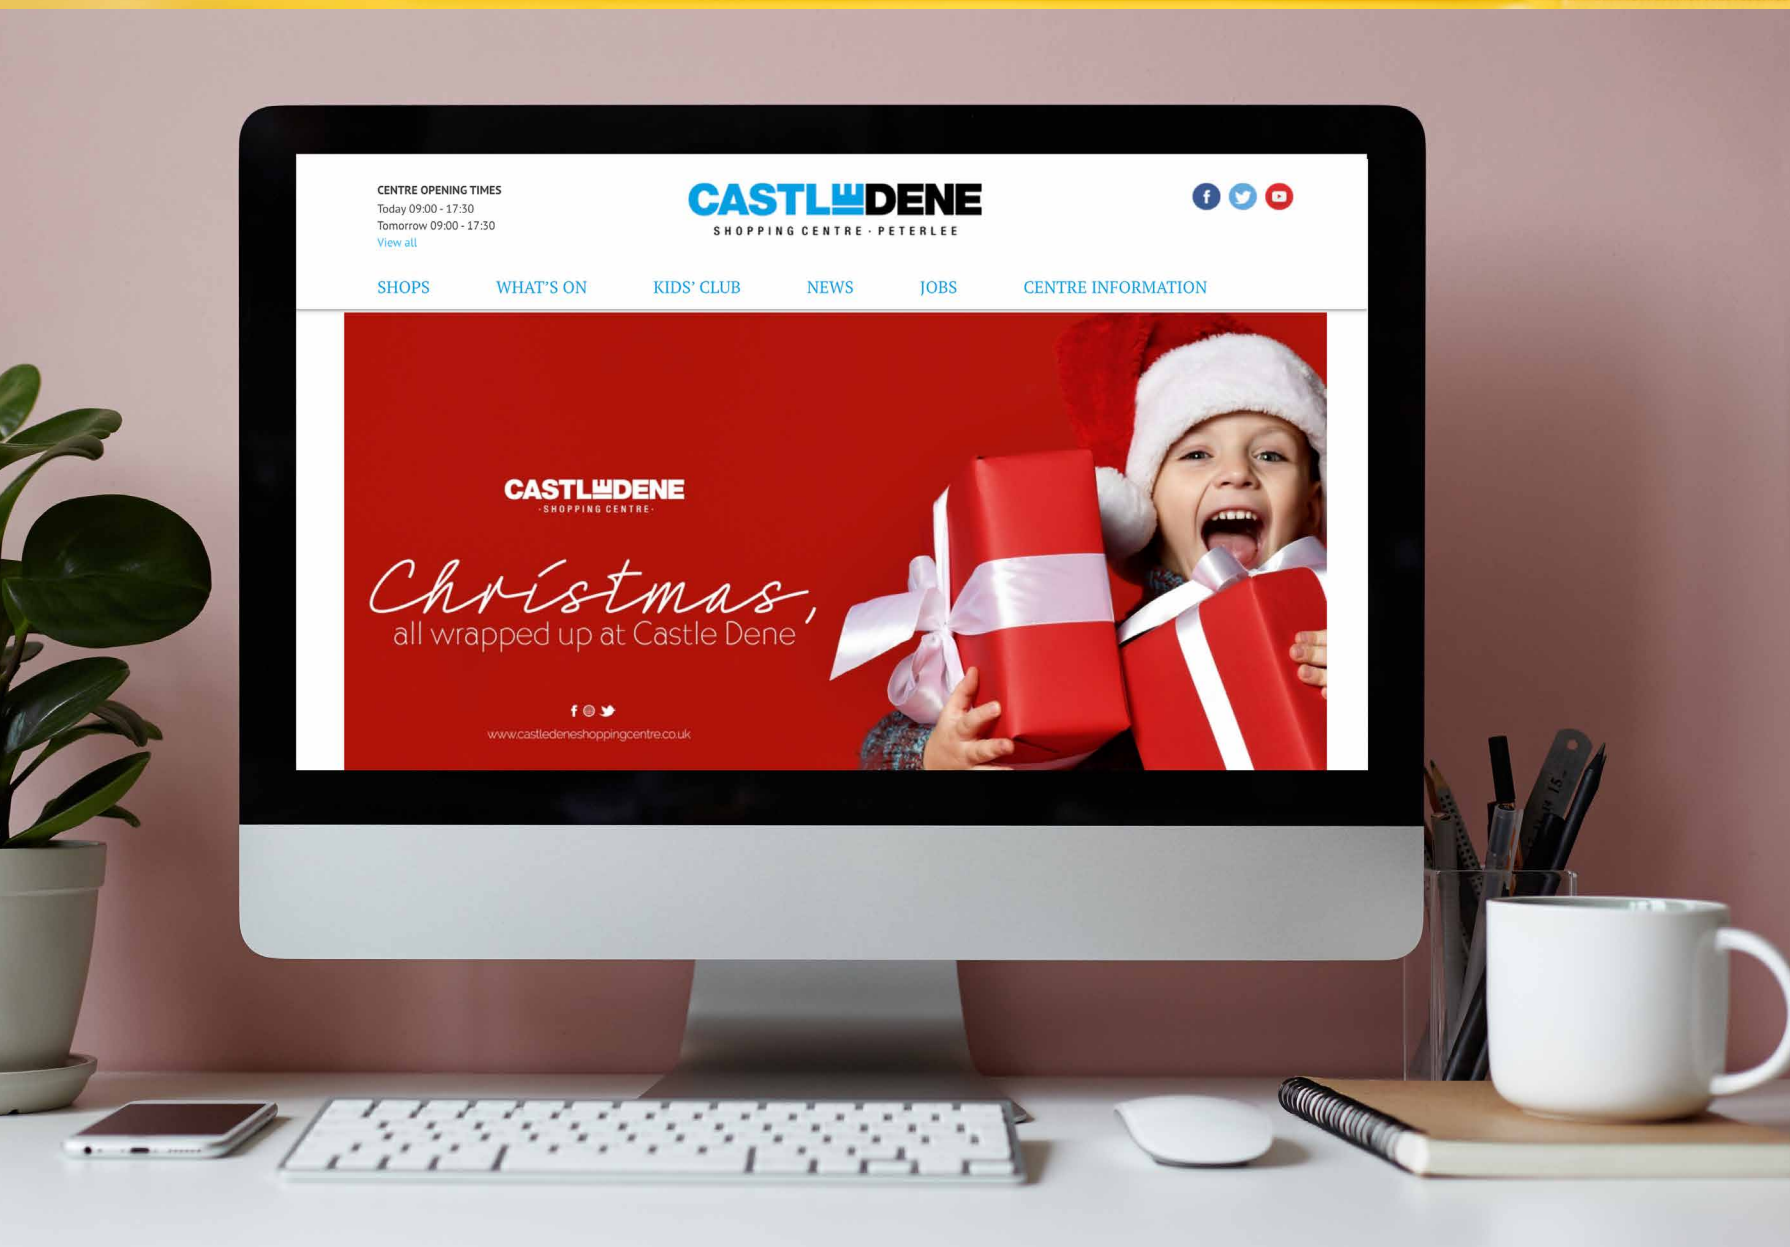 CENTRE OPENING TIMES
Today 09:00 - 17:30
Tomorrow 09:00 - 17:30
View all
CASTLEDENE
SHOPPING CENTRE · PETERLEE
SHOPS WHAT'S ON KIDS' CLUB NEWS JOBS CENTRE INFORMATION
CASTLEDENE
·SHOPPING CENTRE·
Christmas,
all wrapped up at Castle Dene
www.castledeneshoppingcentre.co.uk
15